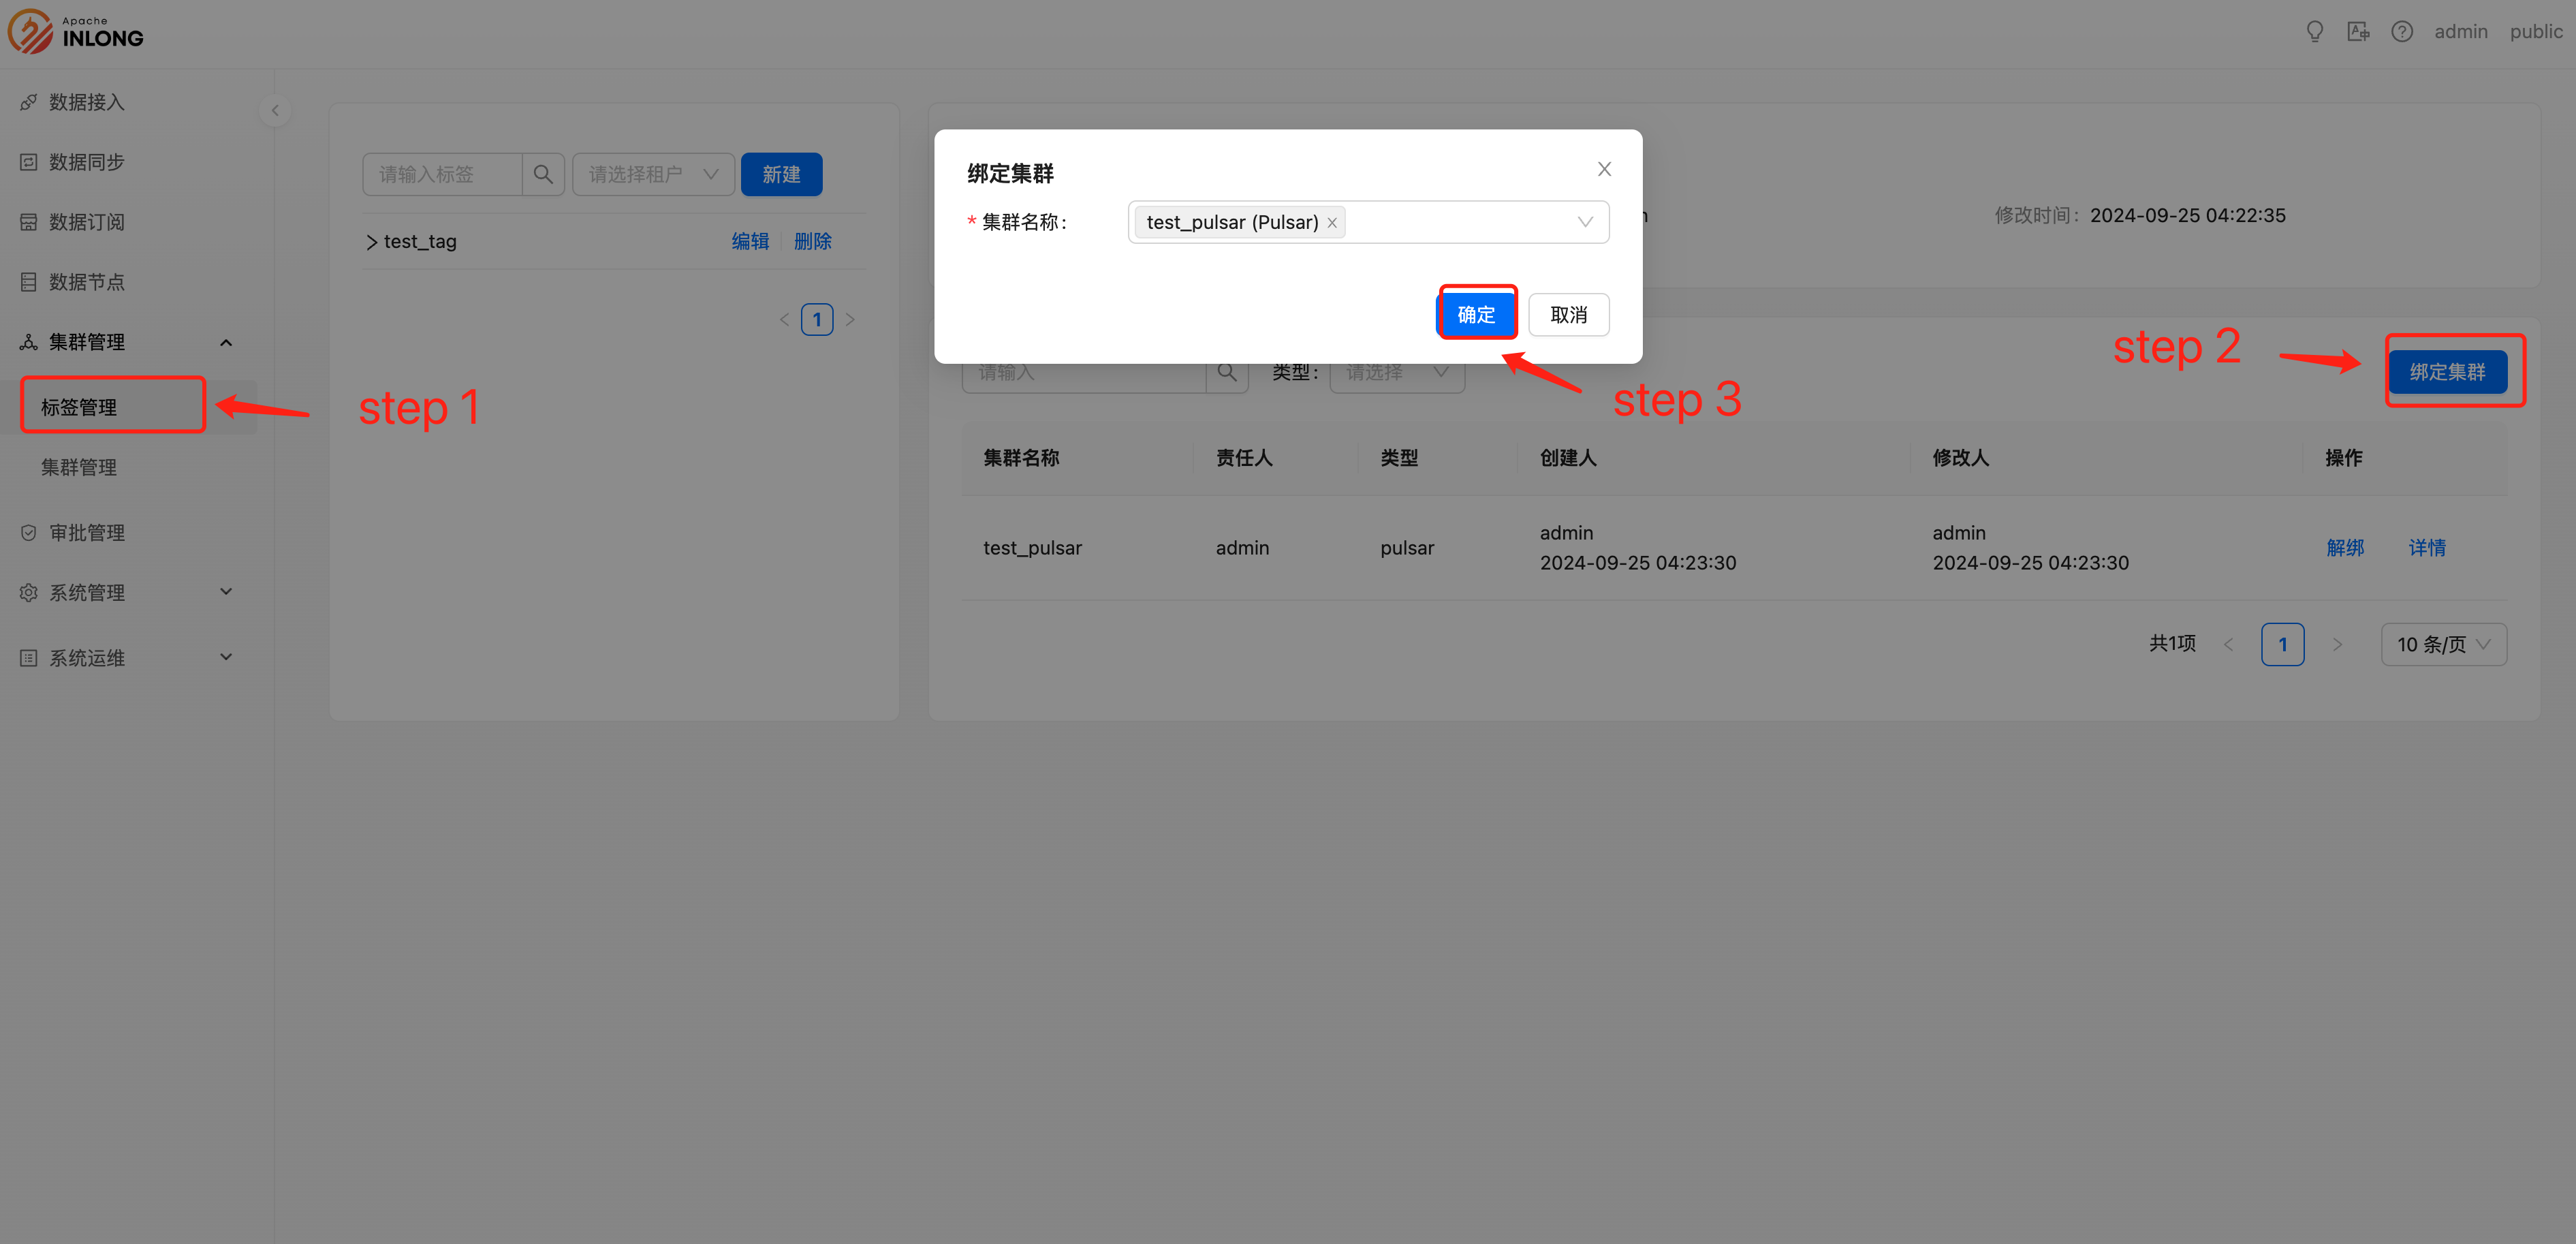 Apache
INLONG
admin
public
数据接入
数据同步
数据订阅
数据节点
集群管理
标签管理
集群管理
审批管理
系统管理
系统运维
step 1
请输入标签
请选择租户
新建
test_tag
编辑
删除
1
绑定集群
* 集群名称：
test_pulsar (Pulsar)
确定
取消
step 3
修改时间：2024-09-25 04:22:35
step 2
绑定集群
请输入
类型：
请选择
集群名称 责任人 类型 创建人 修改人 操作
test_pulsar admin pulsar admin 2024-09-25 04:23:30 admin 2024-09-25 04:23:30 解绑 详情
共1项
1
10 条/页